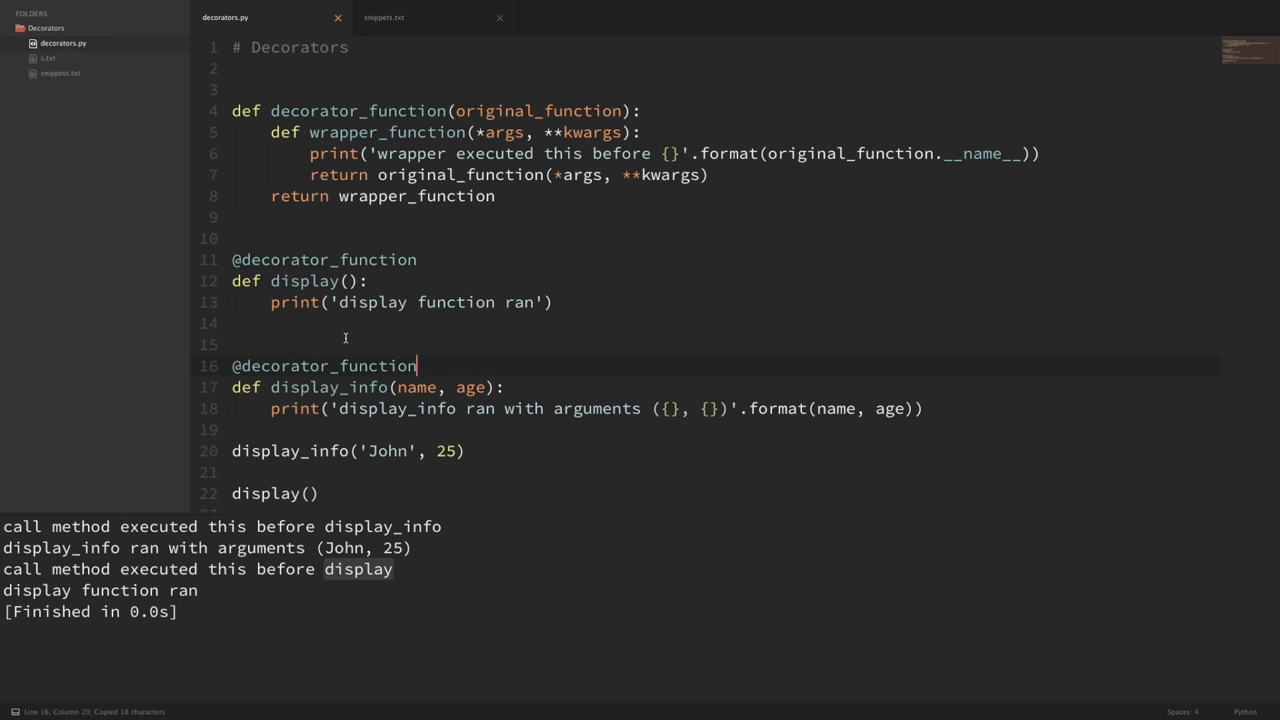 FOLDERS
Decorators
decorators.py
s.txt
snippets.txt
decorators.py
snippets.txt
1 # Decorators
2
3
4 def decorator_function(original_function):
5     def wrapper_function(*args, **kwargs):
6         print('wrapper executed this before {}'.format(original_function.__name__))
7         return original_function(*args, **kwargs)
8     return wrapper_function
9
10
11 @decorator_function
12 def display():
13     print('display function ran')
14
15
16 @decorator_function
17 def display_info(name, age):
18     print('display_info ran with arguments ({}, {})'.format(name, age))
19
20 display_info('John', 25)
21
22 display()
call method executed this before display_info
display_info ran with arguments (John, 25)
call method executed this before display
display function ran
[Finished in 0.0s]
Line 16, Column 20; Copied 18 characters
Spaces: 4
Python